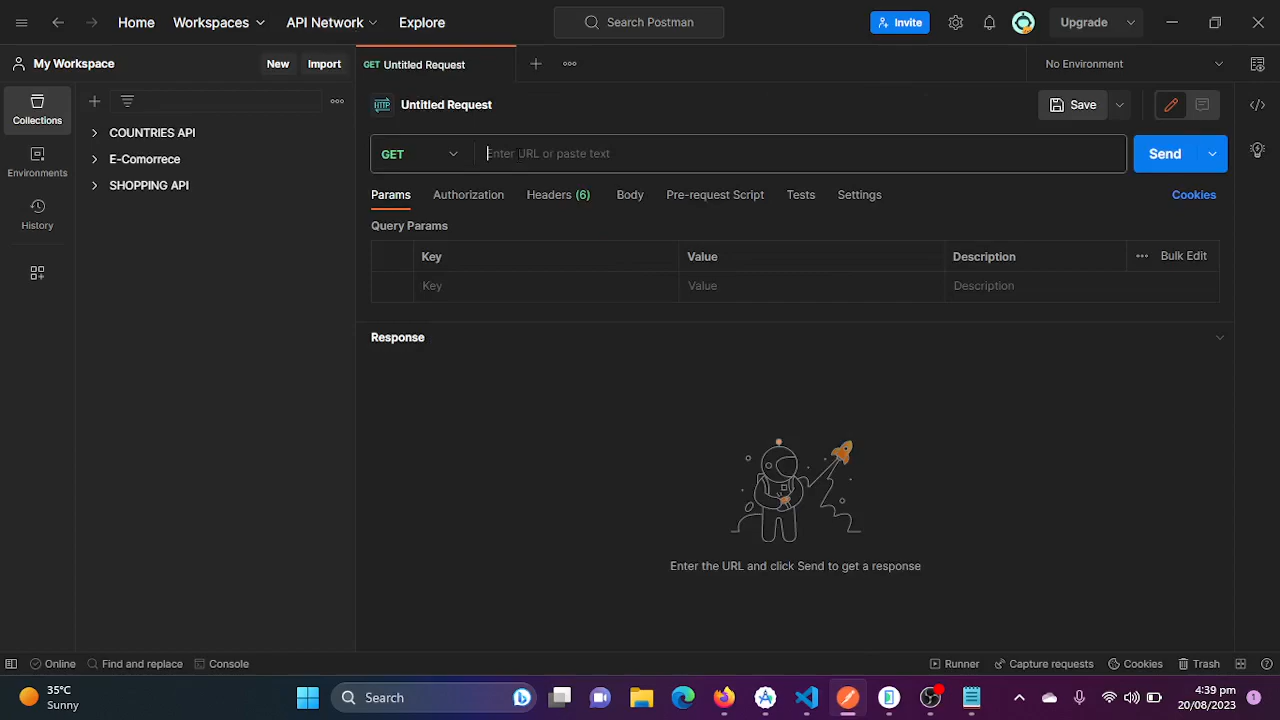 Home Workspaces API Network Explore Search Postman Invite Upgrade
My Workspace New Import GET Untitled Request No Environment
Collections
HTTP Untitled Request Save
COUNTRIES API
GET Enter URL or paste text Send
Environments
E-Comorrece
SHOPPING API
Params Authorization Headers (6) Body Pre-request Script Tests Settings Cookies
History
Query Params
Key Value Description Bulk Edit
Key Value Description
Response
Enter the URL and click Send to get a response
Online Find and replace Console Runner Capture requests Cookies Trash
35°C
Sunny
Search
4:39 pm
20/08/2023
1